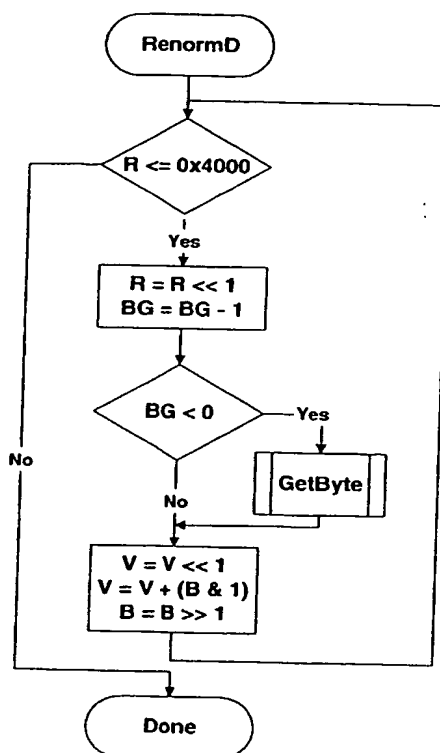 RenormD
R <= 0x4000
Yes
R = R << 1
BG = BG - 1
BG < 0
Yes
No
GetByte
No
V = V << 1
V = V + (B & 1)
B = B >> 1
Done